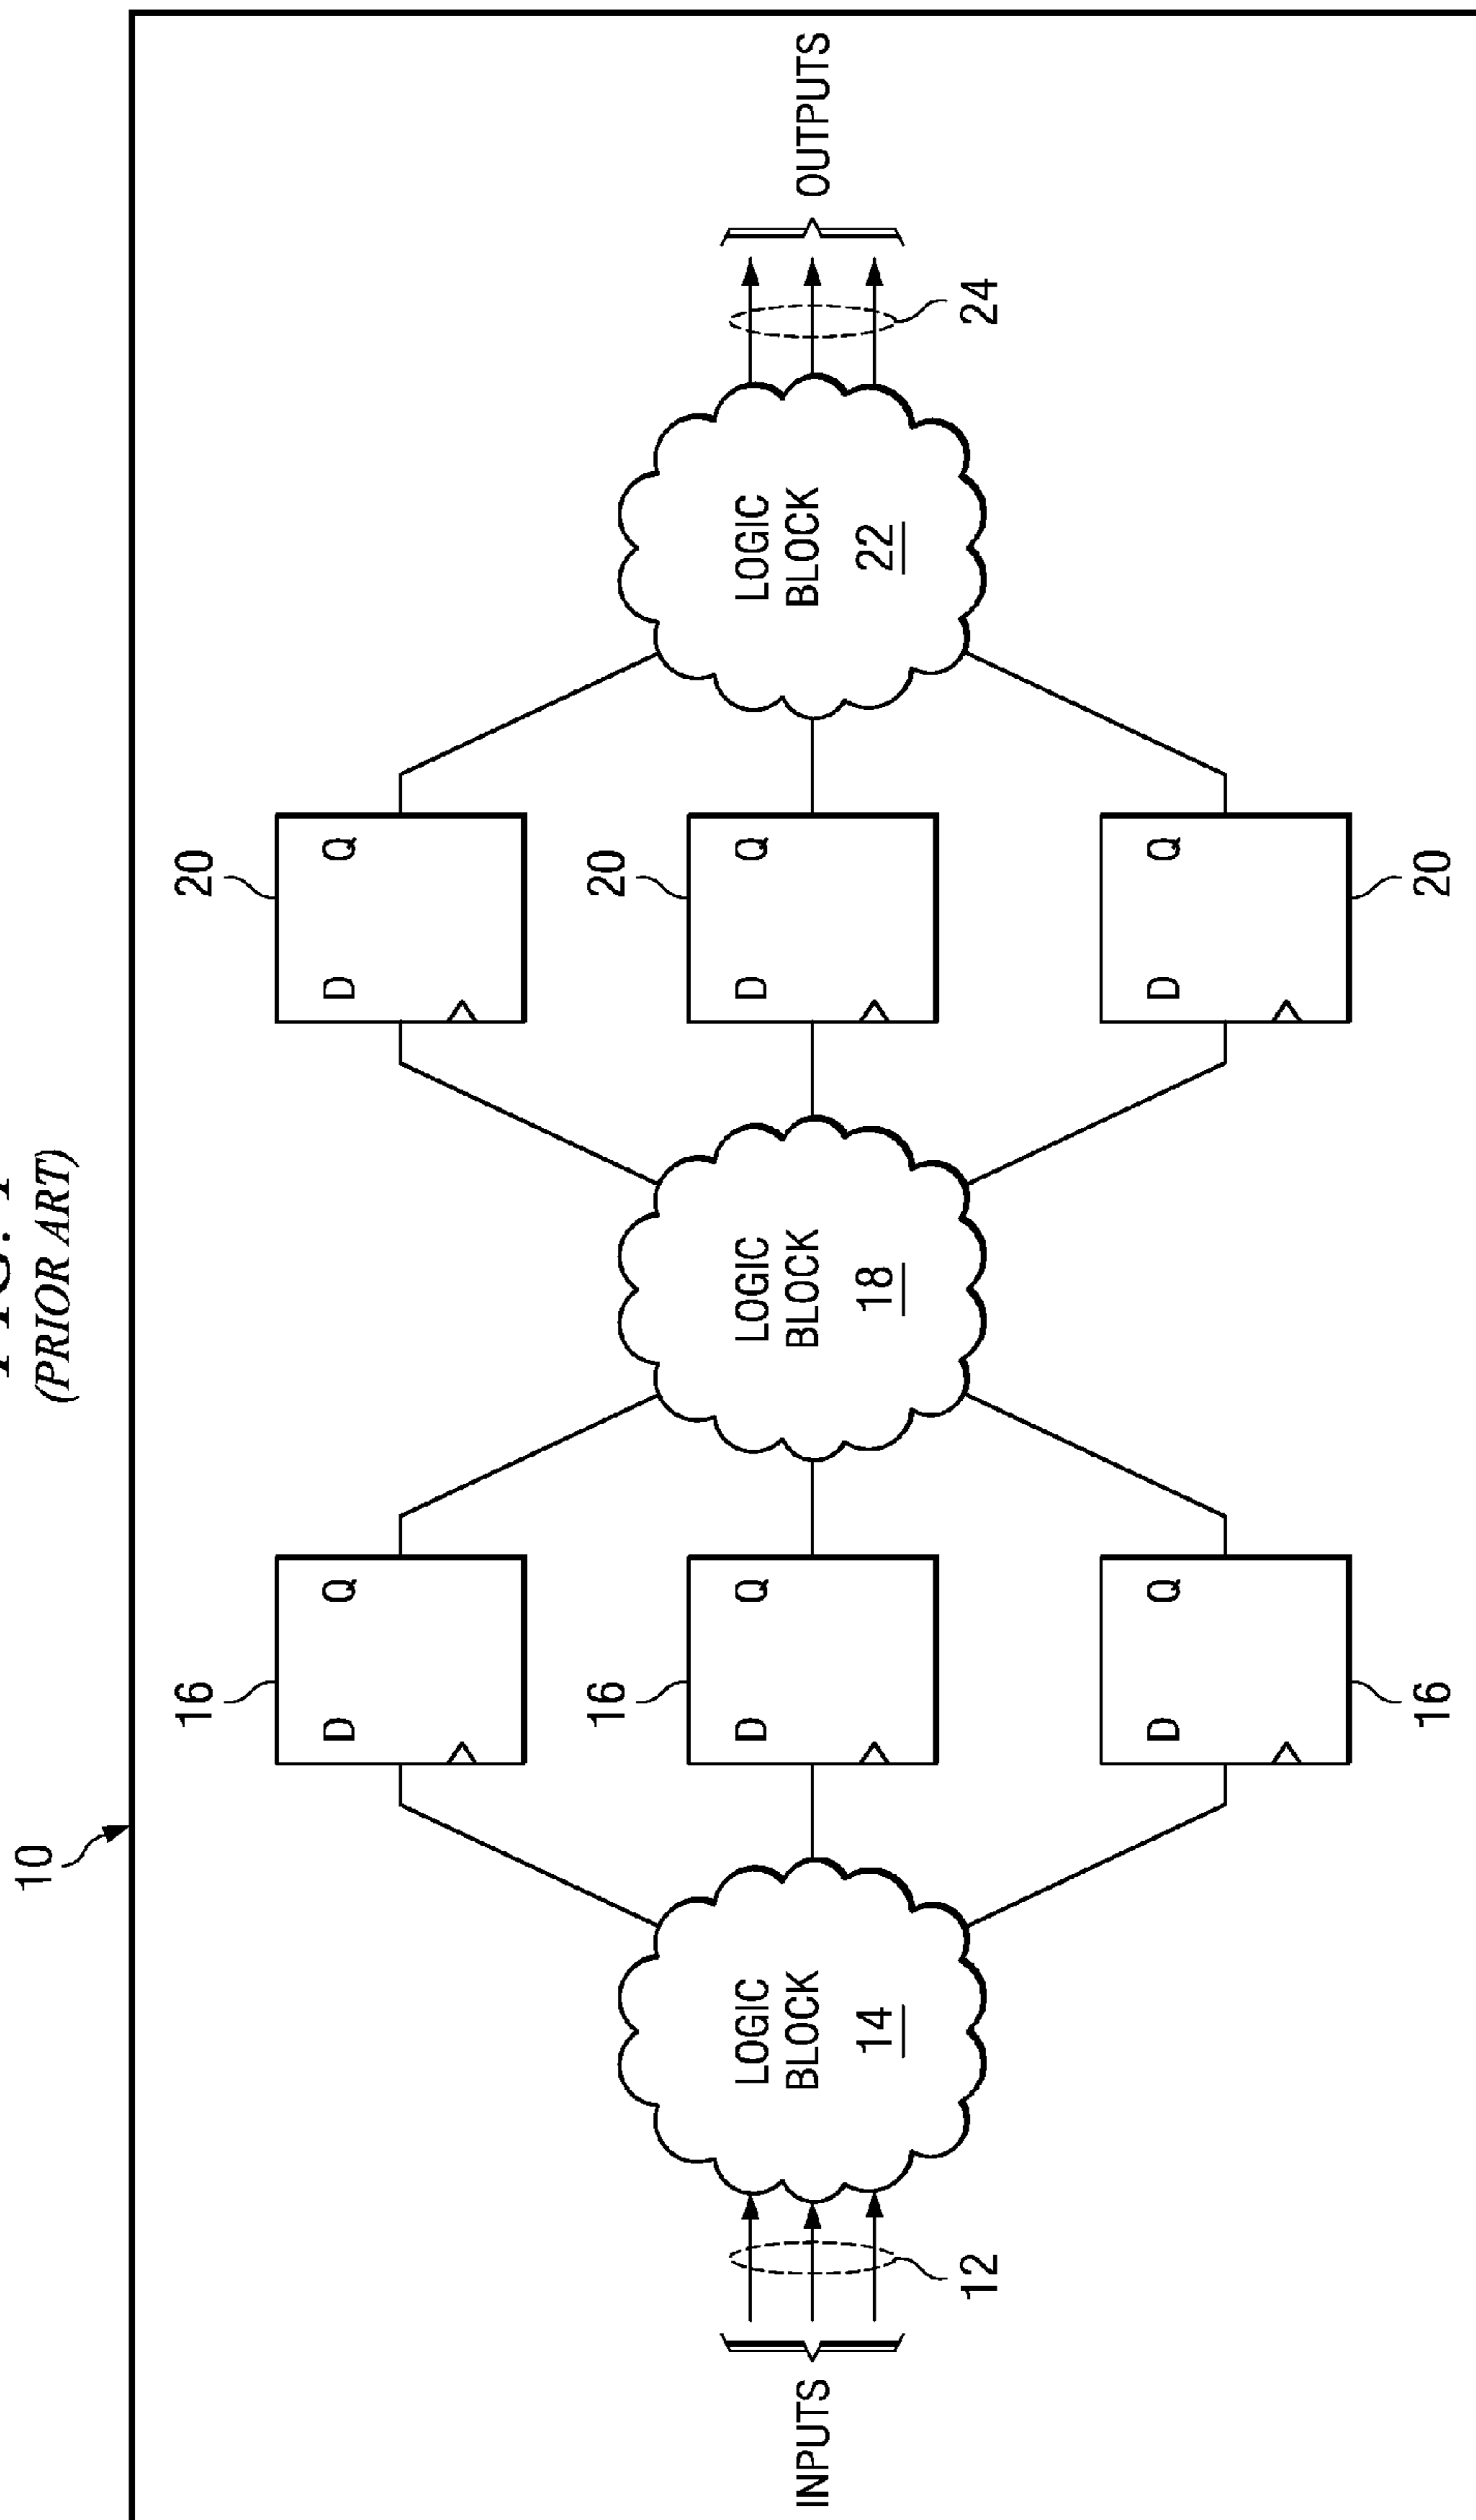 (PRIOR ART)
10
INPUTS
12
LOGIC
BLOCK
14
16
D Q
16
D Q
D Q
16
LOGIC
BLOCK
18
20
D Q
20
D Q
D Q
20
LOGIC
BLOCK
22
24
OUTPUTS